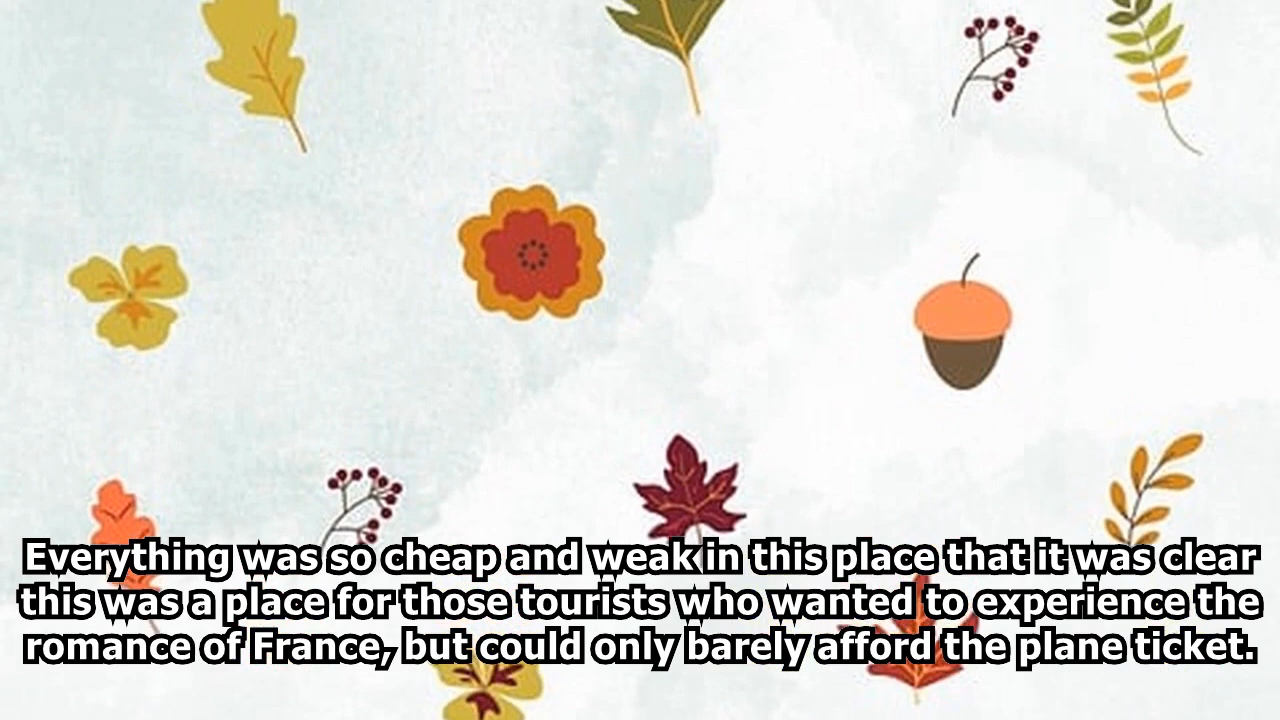 Everything was so cheap and weak in this place that it was clear
this was a place for those tourists who wanted to experience the
romance of France, but could only barely afford the plane ticket.